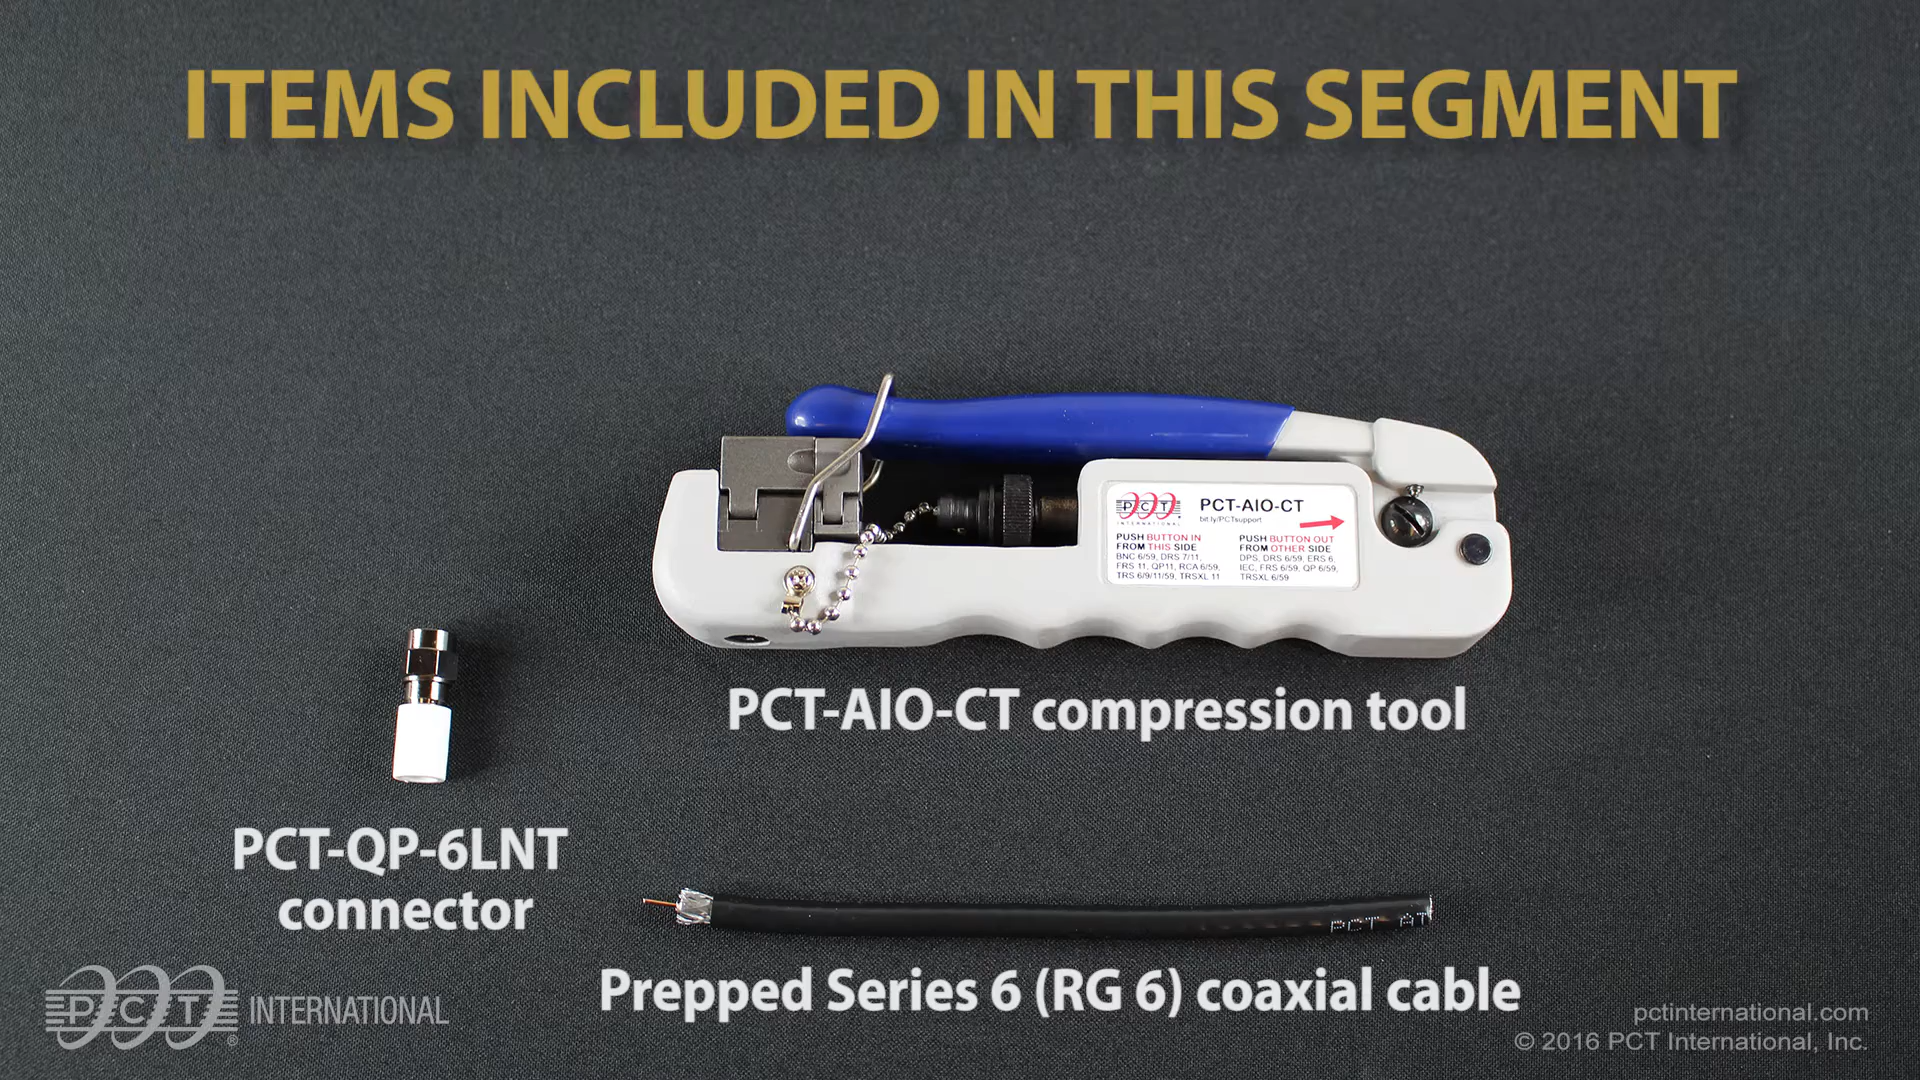 ITEMS INCLUDED IN THIS SEGMENT
PCT
INTERNATIONAL
PCT-AIO-CT
bit.ly/PCTsupport
PUSH BUTTON IN
FROM THIS SIDE
BNC 6/59, DRS 7/11,
FRS 11, QP11, RCA 6/59,
TRS 6/9/11/59, TRSXL 11
PUSH BUTTON OUT
FROM OTHER SIDE
DPS, DRS 6/59, ERS 6,
IEC, FRS 6/59, QP 6/59,
TRSXL 6/59
PCT-AIO-CT compression tool
PCT-QP-6LNT
connector
PCT AT
Prepped Series 6 (RG 6) coaxial cable
PCT INTERNATIONAL
®
pctinternational.com
© 2016 PCT International, Inc.